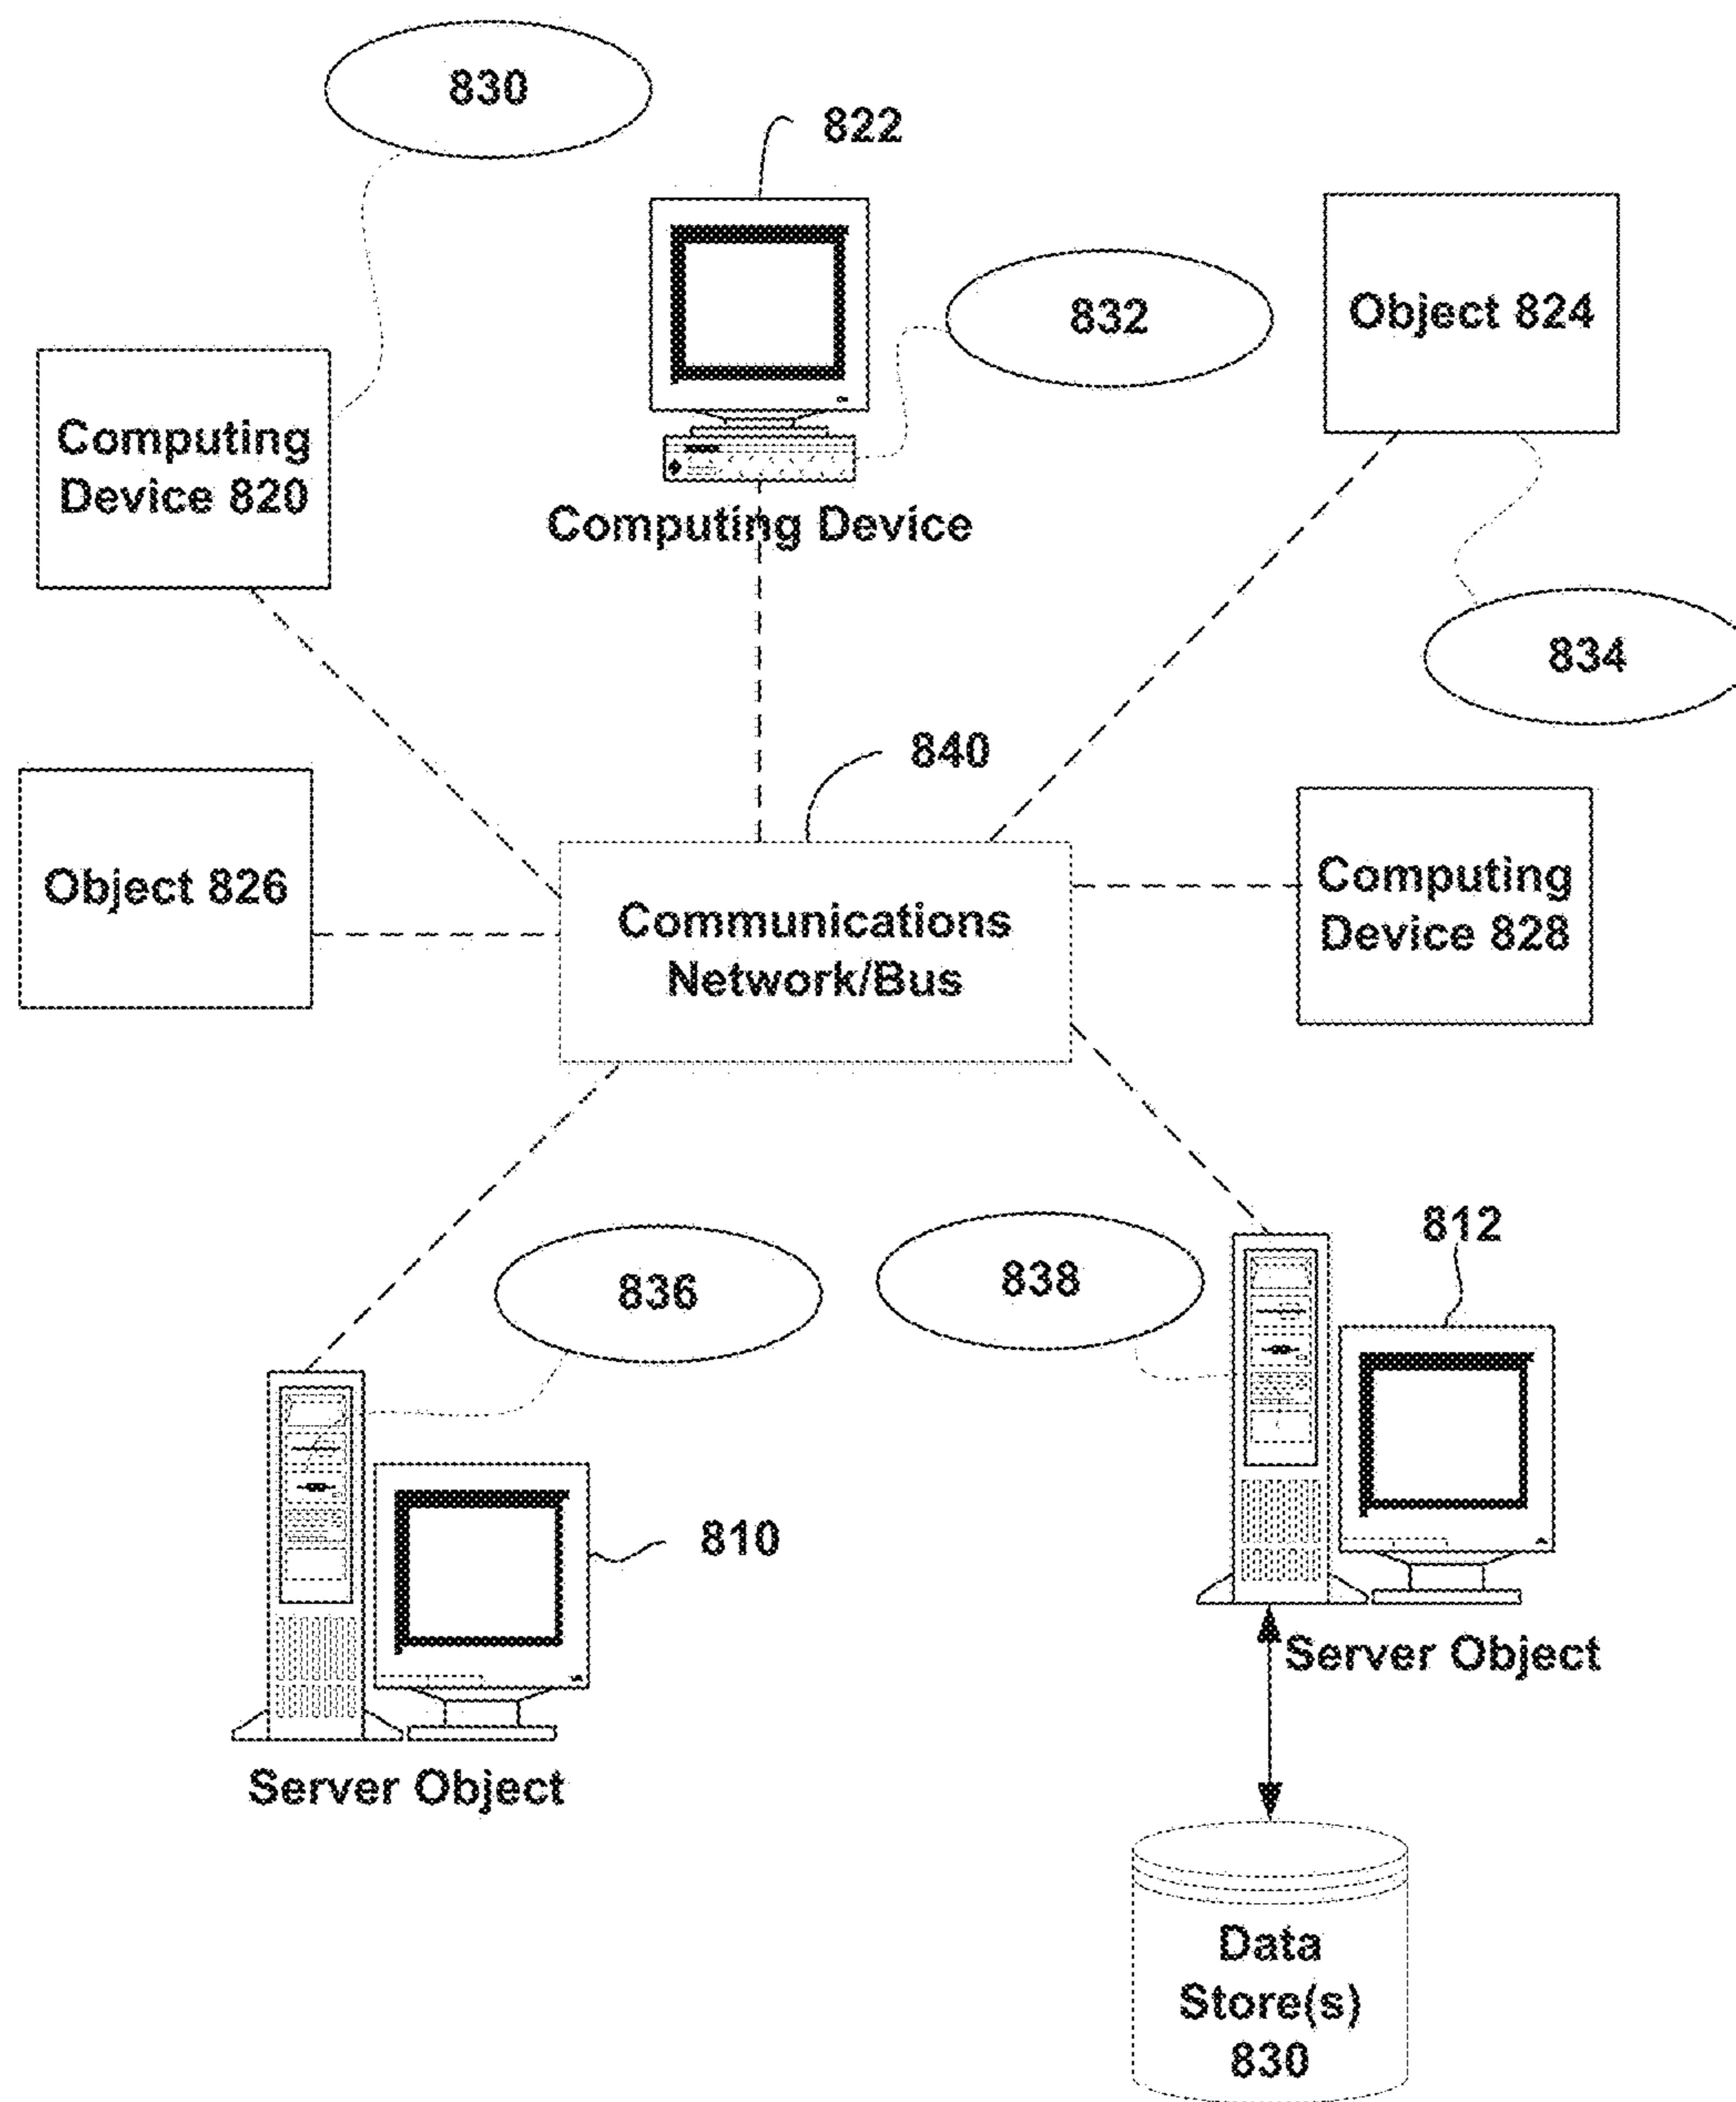 830
822
832
Object 824
Computing
Device 820
Computing Device
834
840
Object 826
Communications
Network/Bus
Computing
Device 828
836
838
812
810
Server Object
Server Object
Data
Store(s)
830